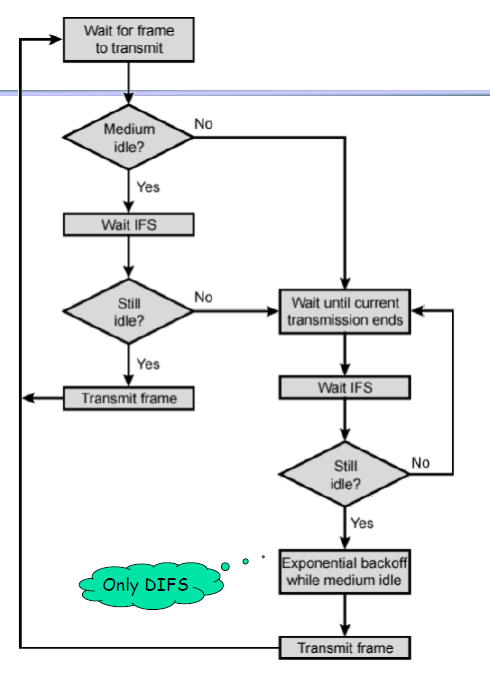 Wait for frame
to transmit
Medium
idle?
No
Yes
Wait IFS
Still
idle?
No
Yes
Transmit frame
Wait until current
transmission ends
Wait IFS
Still
idle?
No
Yes
Exponential backoff
while medium idle
Only DIFS
Transmit frame